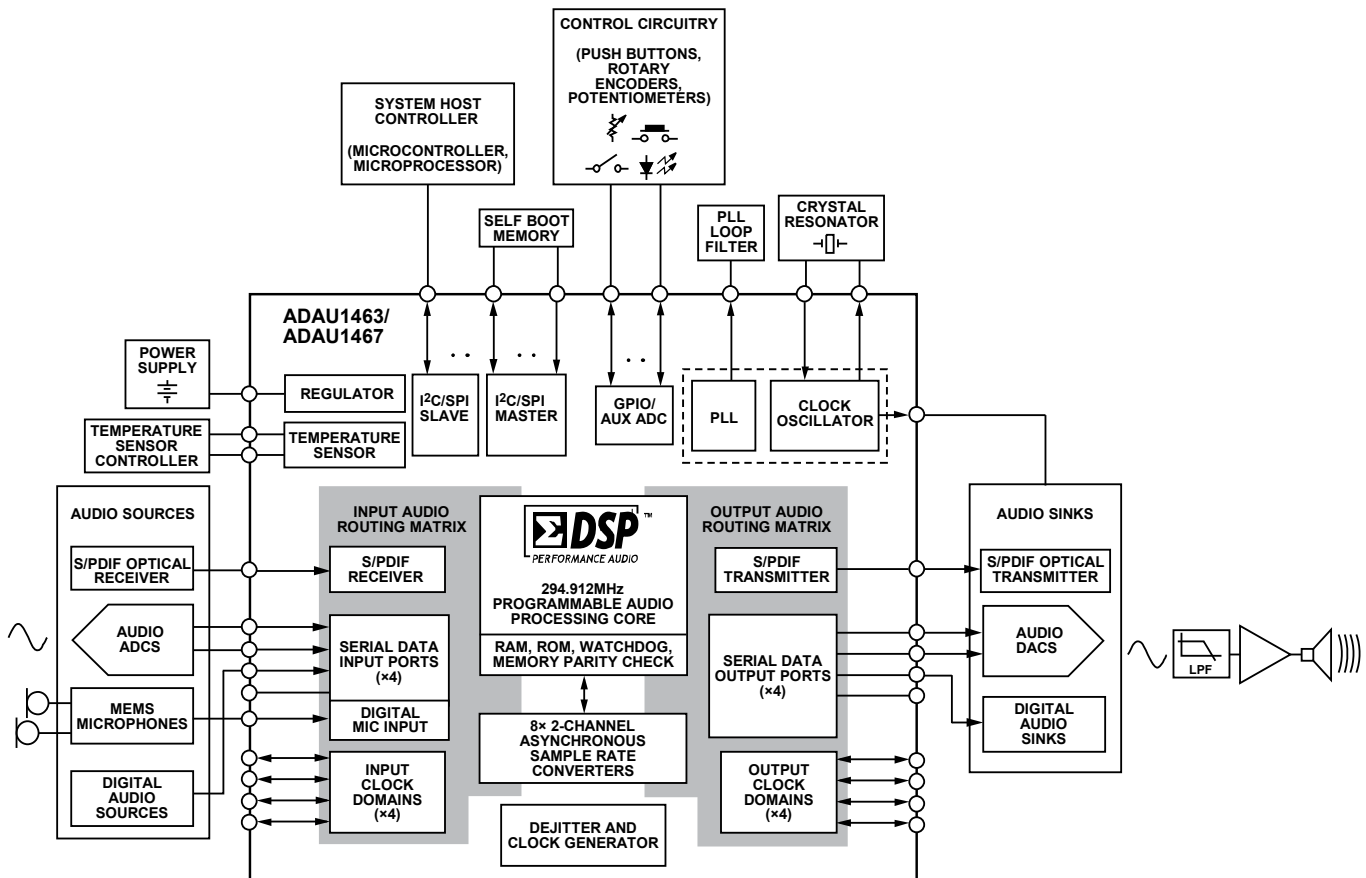 CONTROL CIRCUITRY
(PUSH BUTTONS,
ROTARY
ENCODERS,
POTENTIOMETERS)
SYSTEM HOST
CONTROLLER
(MICROCONTROLLER,
MICROPROCESSOR)
SELF BOOT
MEMORY
PLL
LOOP
FILTER
CRYSTAL
RESONATOR
ADAU1463/
ADAU1467
POWER
SUPPLY
REGULATOR
TEMPERATURE
SENSOR
CONTROLLER
TEMPERATURE
SENSOR
I²C/SPI
SLAVE
I²C/SPI
MASTER
GPIO/
AUX ADC
PLL
CLOCK
OSCILLATOR
AUDIO SOURCES
S/PDIF OPTICAL
RECEIVER
AUDIO
ADCS
MEMS
MICROPHONES
DIGITAL
AUDIO
SOURCES
INPUT AUDIO
ROUTING MATRIX
S/PDIF
RECEIVER
SERIAL DATA
INPUT PORTS
(×4)
DIGITAL
MIC INPUT
INPUT
CLOCK
DOMAINS
(×4)
ΣDSP™
PERFORMANCE AUDIO
294.912MHz
PROGRAMMABLE AUDIO
PROCESSING CORE
RAM, ROM, WATCHDOG,
MEMORY PARITY CHECK
8× 2-CHANNEL
ASYNCHRONOUS
SAMPLE RATE
CONVERTERS
DEJITTER AND
CLOCK GENERATOR
OUTPUT AUDIO
ROUTING MATRIX
S/PDIF
TRANSMITTER
SERIAL DATA
OUTPUT PORTS
(×4)
OUTPUT
CLOCK
DOMAINS
(×4)
AUDIO SINKS
S/PDIF OPTICAL
TRANSMITTER
AUDIO
DACS
DIGITAL
AUDIO
SINKS
LPF